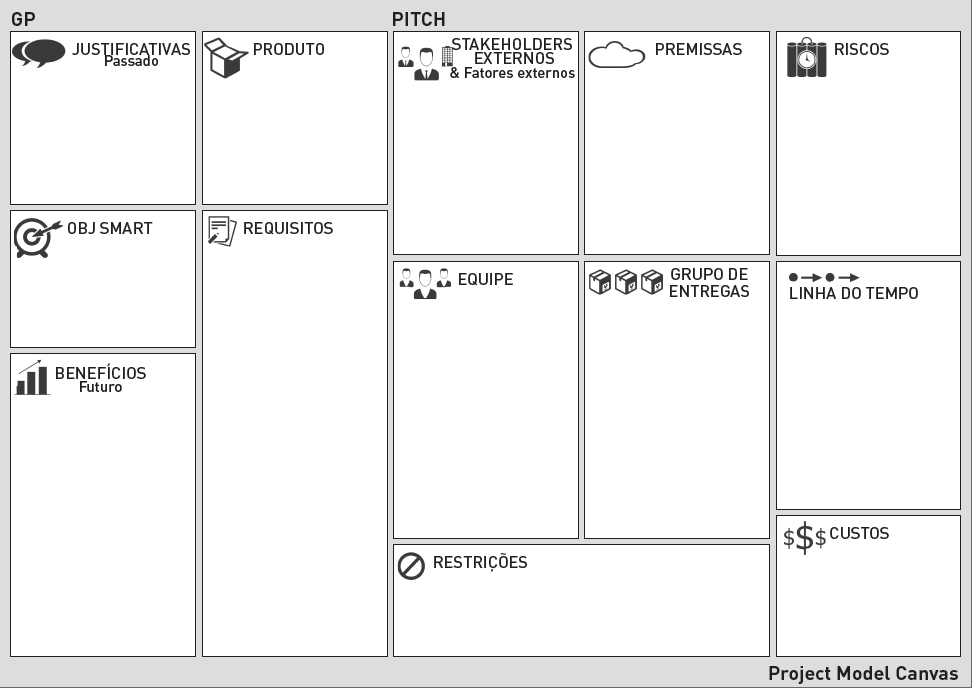 GP
PITCH
JUSTIFICATIVAS
Passado
PRODUTO
STAKEHOLDERS
EXTERNOS
& Fatores externos
PREMISSAS
RISCOS
OBJ SMART
REQUISITOS
EQUIPE
GRUPO DE
ENTREGAS
LINHA DO TEMPO
BENEFÍCIOS
Futuro
$$$ CUSTOS
RESTRIÇÕES
Project Model Canvas